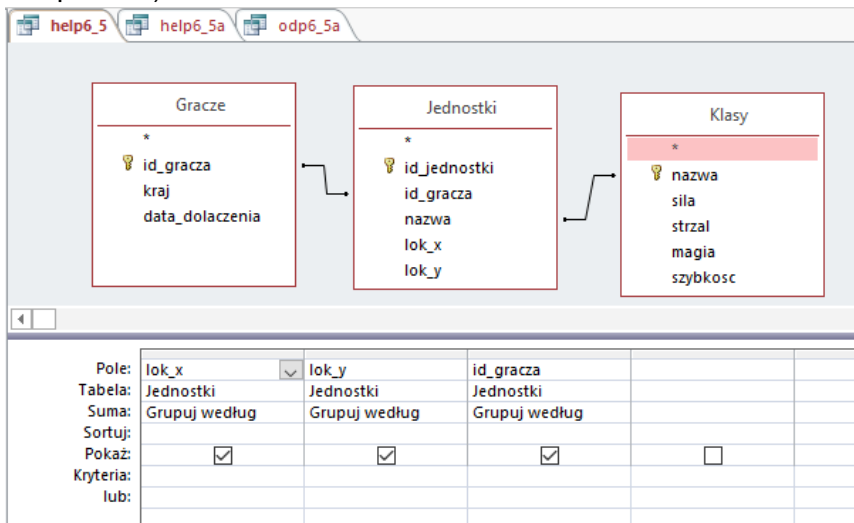 help6_5 help6_5a odp6_5a
Gracze
*
id_gracza
kraj
data_dolaczenia
Jednostki
*
id_jednostki
id_gracza
nazwa
lok_x
lok_y
Klasy
*
nazwa
sila
strzal
magia
szybkosc
Pole: lok_x lok_y id_gracza
Tabela: Jednostki Jednostki Jednostki
Suma: Grupuj według Grupuj według Grupuj według
Sortuj:
Pokaż:
Kryteria:
lub: